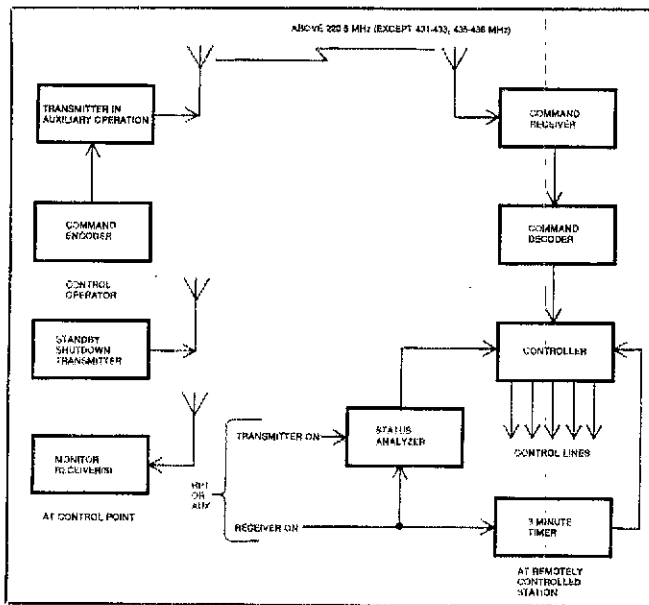 ABOVE 220.5 MHz (EXCEPT 431-433, 435-438 MHz)
TRANSMITTER IN
AUXILIARY OPERATION
COMMAND
RECEIVER
COMMAND
ENCODER
COMMAND
DECODER
CONTROL
OPERATOR
STANDBY
SHUTDOWN
TRANSMITTER
CONTROLLER
MONITOR
RECEIVER(S)
TRANSMITTER ON
STATUS
ANALYZER
CONTROL LINES
RPT
OR
AUX
AT CONTROL POINT
RECEIVER ON
3 MINUTE
TIMER
AT REMOTELY
CONTROLLED
STATION